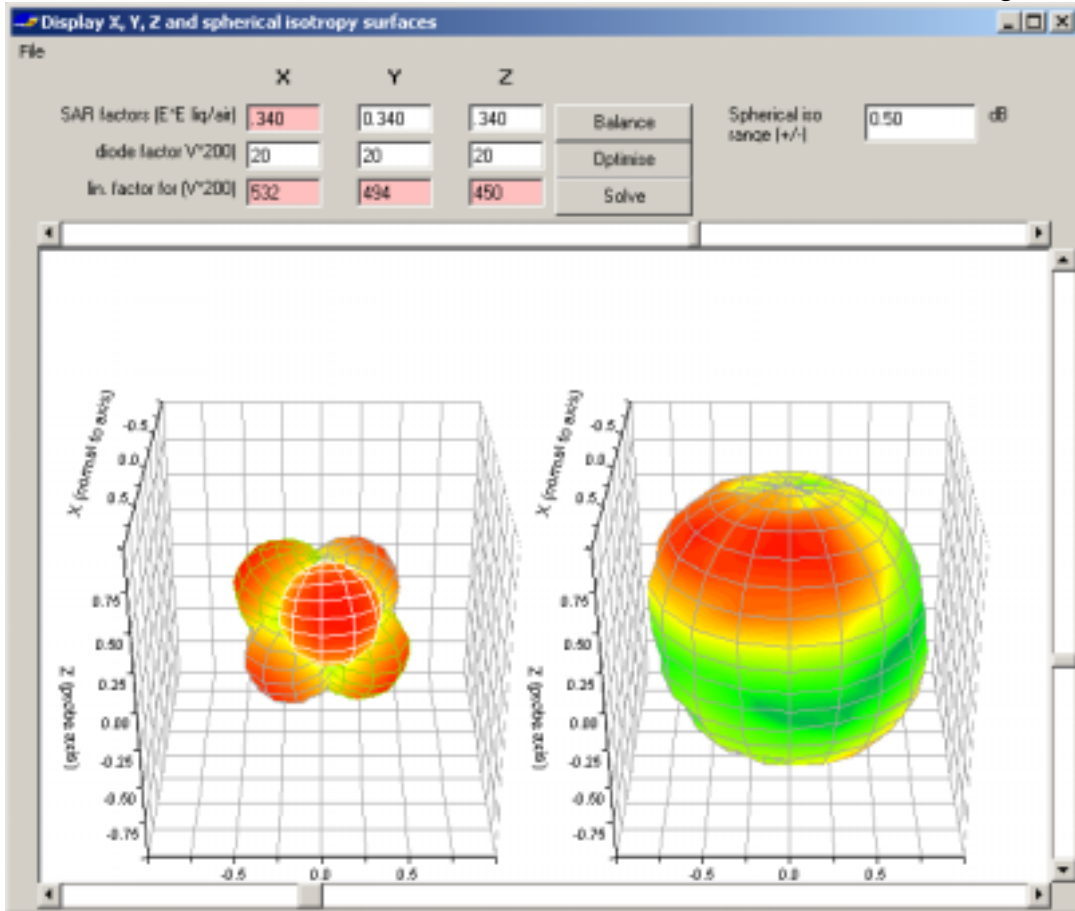 Display X, Y, Z and spherical isotropy surfaces
File
X Y Z
SAR factors (E*E liq/air) .340 0.340 .340 Balance Spherical iso range (+/-) 0.50 dB
diode factor V*200) 20 20 20 Optimise
lin. factor for (V*200) 532 494 450 Solve
X (normal to axis) X (normal to axis)
-0.5 -0.5
0.0 0.0
0.5 0.5
0.75 0.75
0.50 0.50
0.25 0.25
0.00 0.00
-0.25 -0.25
-0.50 -0.50
-0.75 -0.75
Z (probe axis) Z (probe axis)
-0.5 0.0 0.5 -0.5 0.0 0.5